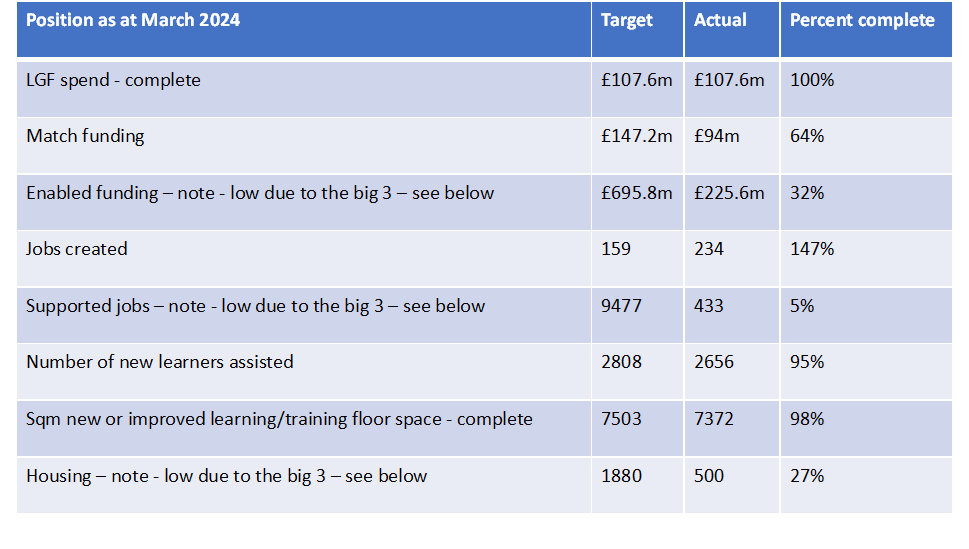 Position as at March 2024 Target Actual Percent complete
LGF spend - complete £107.6m £107.6m 100%
Match funding £147.2m £94m 64%
Enabled funding – note - low due to the big 3 – see below £695.8m £225.6m 32%
Jobs created 159 234 147%
Supported jobs – note - low due to the big 3 – see below 9477 433 5%
Number of new learners assisted 2808 2656 95%
Sqm new or improved learning/training floor space - complete 7503 7372 98%
Housing – note - low due to the big 3 – see below 1880 500 27%